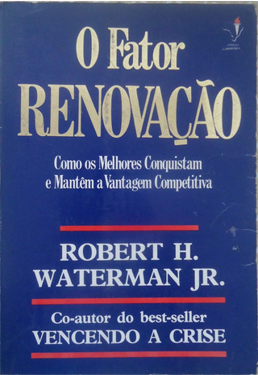 O Fator
RENOVAÇÃO
Como os Melhores Conquistam
e Mantêm a Vantagem Competitiva
ROBERT H.
WATERMAN JR.
Co-autor do best-seller
VENCENDO A CRISE